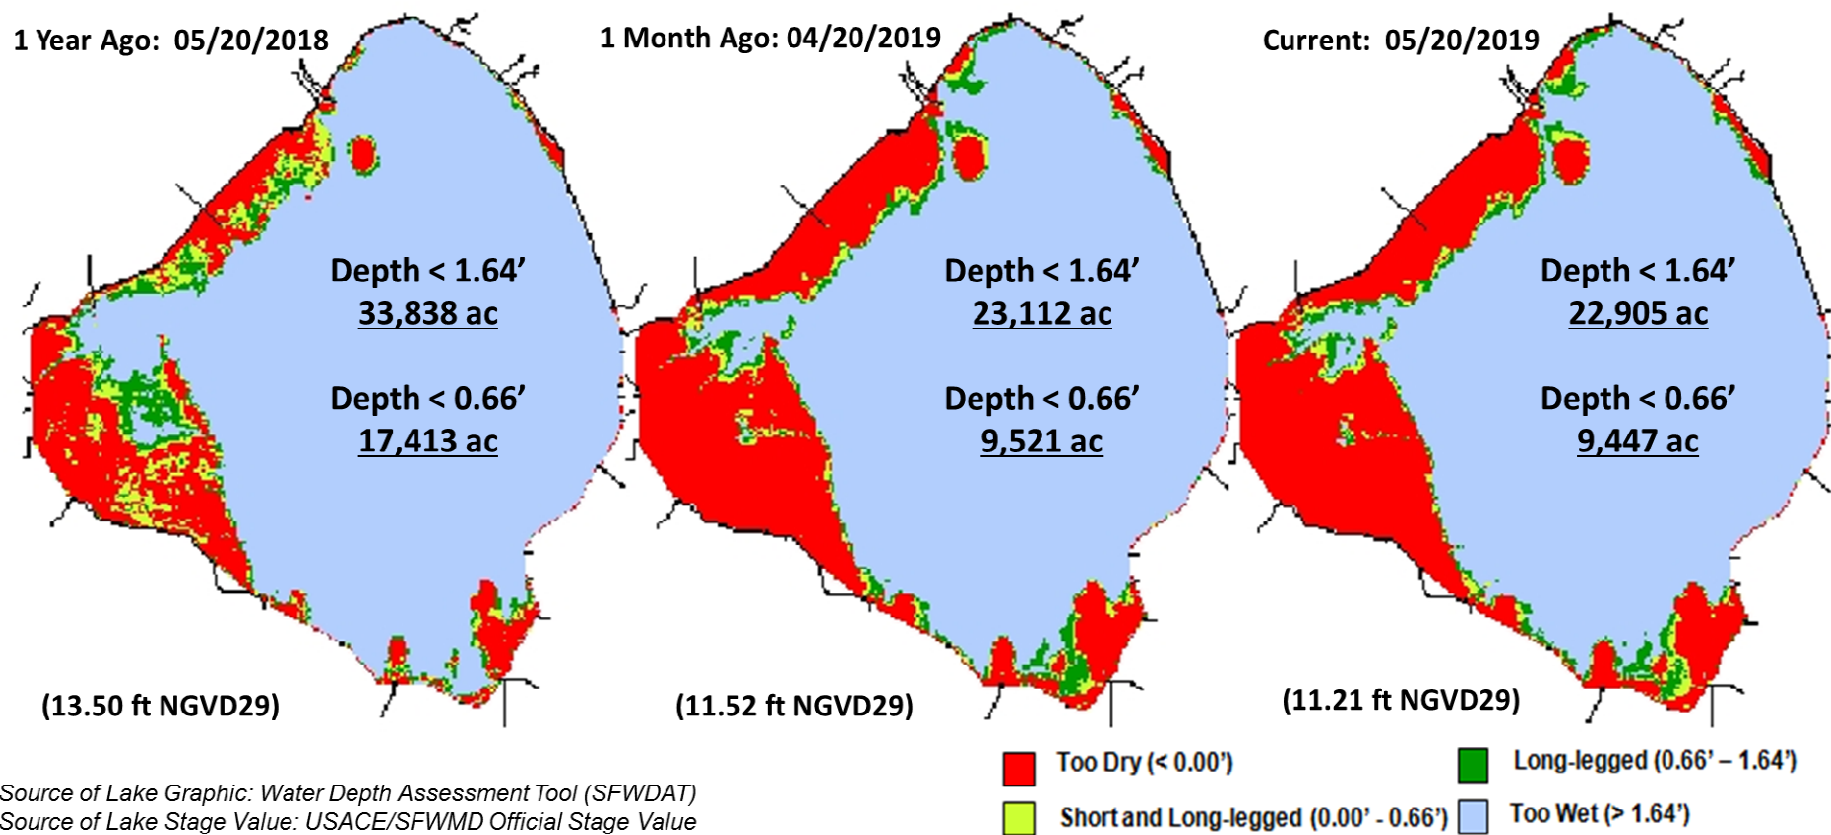 1 Year Ago: 05/20/2018
1 Month Ago: 04/20/2019
Current: 05/20/2019
Depth < 1.64’
33,838 ac
Depth < 0.66’
17,413 ac
Depth < 1.64’
23,112 ac
Depth < 0.66’
9,521 ac
Depth < 1.64’
22,905 ac
Depth < 0.66’
9,447 ac
(13.50 ft NGVD29)
(11.52 ft NGVD29)
(11.21 ft NGVD29)
Too Dry (< 0.00’)
Long-legged (0.66’ – 1.64’)
Short and Long-legged (0.00’ - 0.66’)
Too Wet (> 1.64’)
Source of Lake Graphic: Water Depth Assessment Tool (SFWDAT)
Source of Lake Stage Value: USACE/SFWMD Official Stage Value